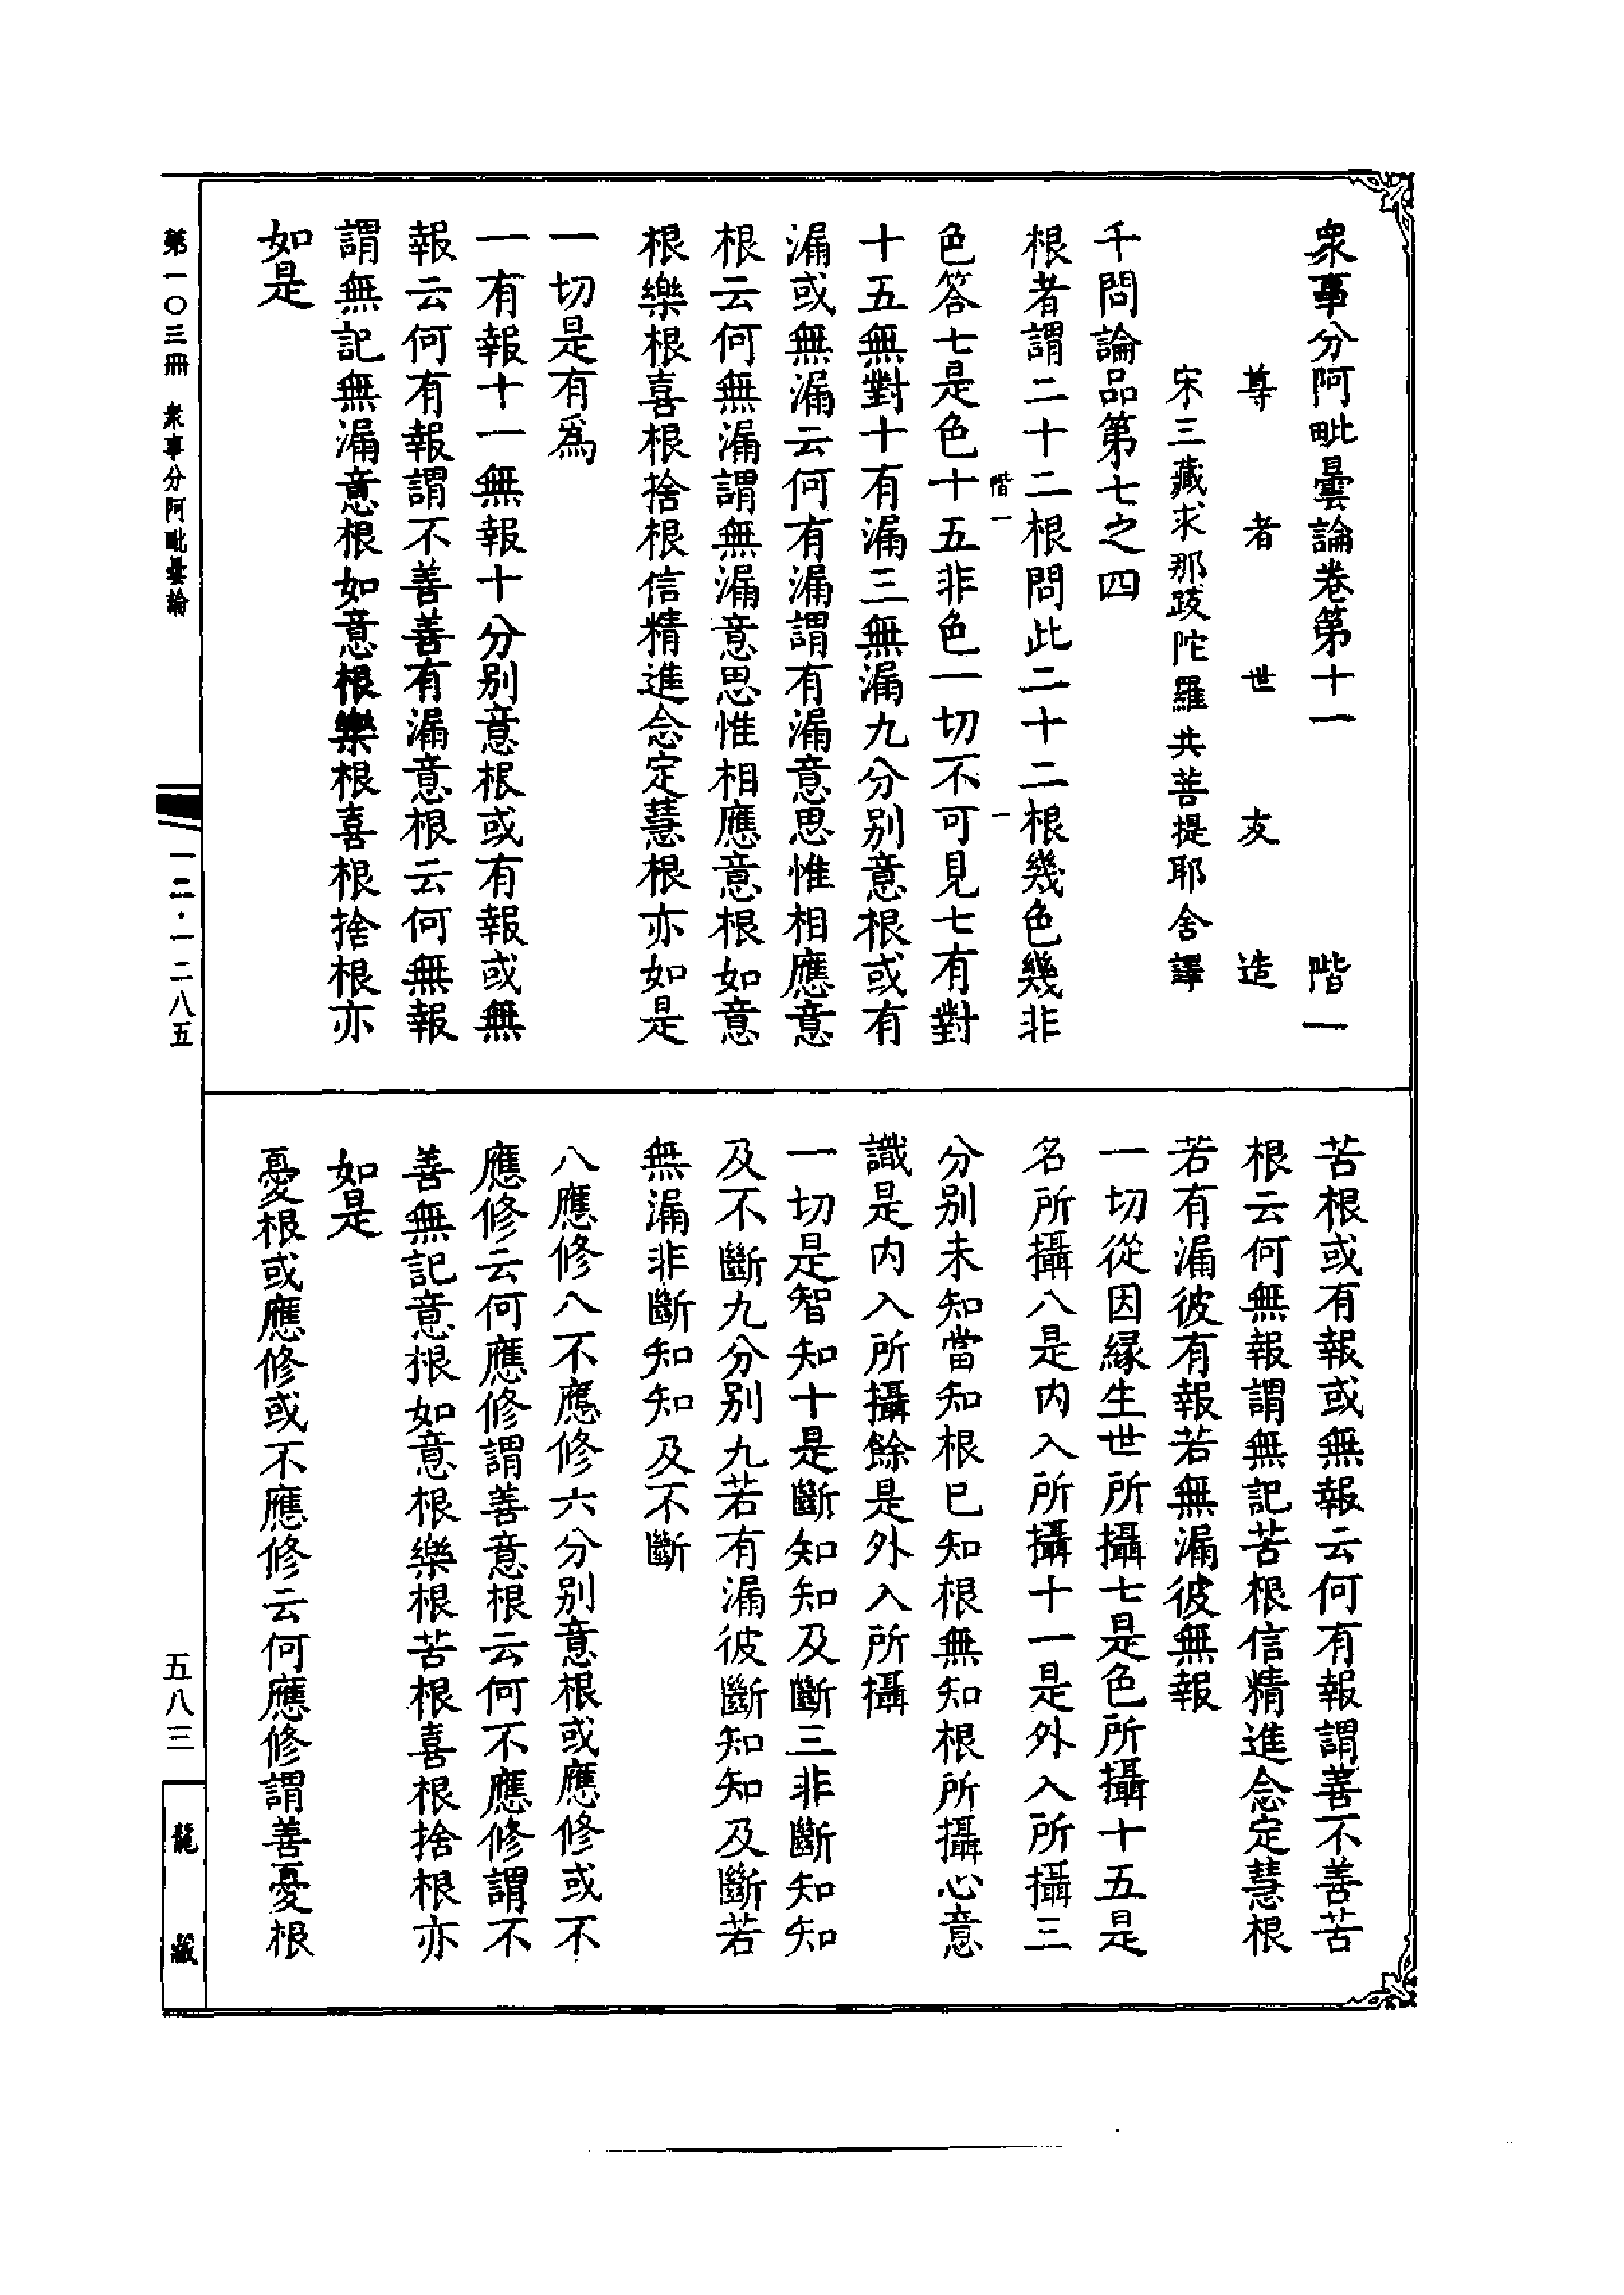 衆事分阿毗曇論卷第十一　階一
尊者世友造
宋三藏求那跋陀羅共菩提耶舍譯
千問論品第七之四
根者謂二十二根問此二十二根幾色幾非
階一　一
色答七是色十五非色一切不可見七有對
十五無對十有漏三無漏九分別意根或有
漏或無漏云何有漏謂有漏意思惟相應意
根云何無漏謂無漏意思惟相應意根如意
根樂根喜根捨根信精進念定慧根亦如是
一切是有為
一有報十一無報十分別意根或有報或無
報云何有報謂不善善有漏意根云何無報
謂無記無漏意根如意根樂根喜根捨根亦
如是
苦根或有報或無報云何有報謂善不善苦
根云何無報謂無記苦根信精進念定慧根
若有漏彼有報若無漏彼無報
一切從因緣生世所攝七是色所攝十五是
名所攝八是內入所攝十一是外入所攝三
分別未知當知根已知根無知根所攝心意
識是內入所攝餘是外入所攝
一切是智知十是斷知知及斷三非斷知知
及不斷九分別九若有漏彼斷知知及斷若
無漏非斷知知及不斷
八應修八不應修六分別意根或應修或不
應修云何應修謂善意根云何不應修謂不
善無記意根如意根樂根苦根喜根捨根亦
如是
憂根或應修或不應修云何應修謂善憂根
第一〇三冊　衆事分阿毗曇論
一二·一二八五
五八三
龍藏